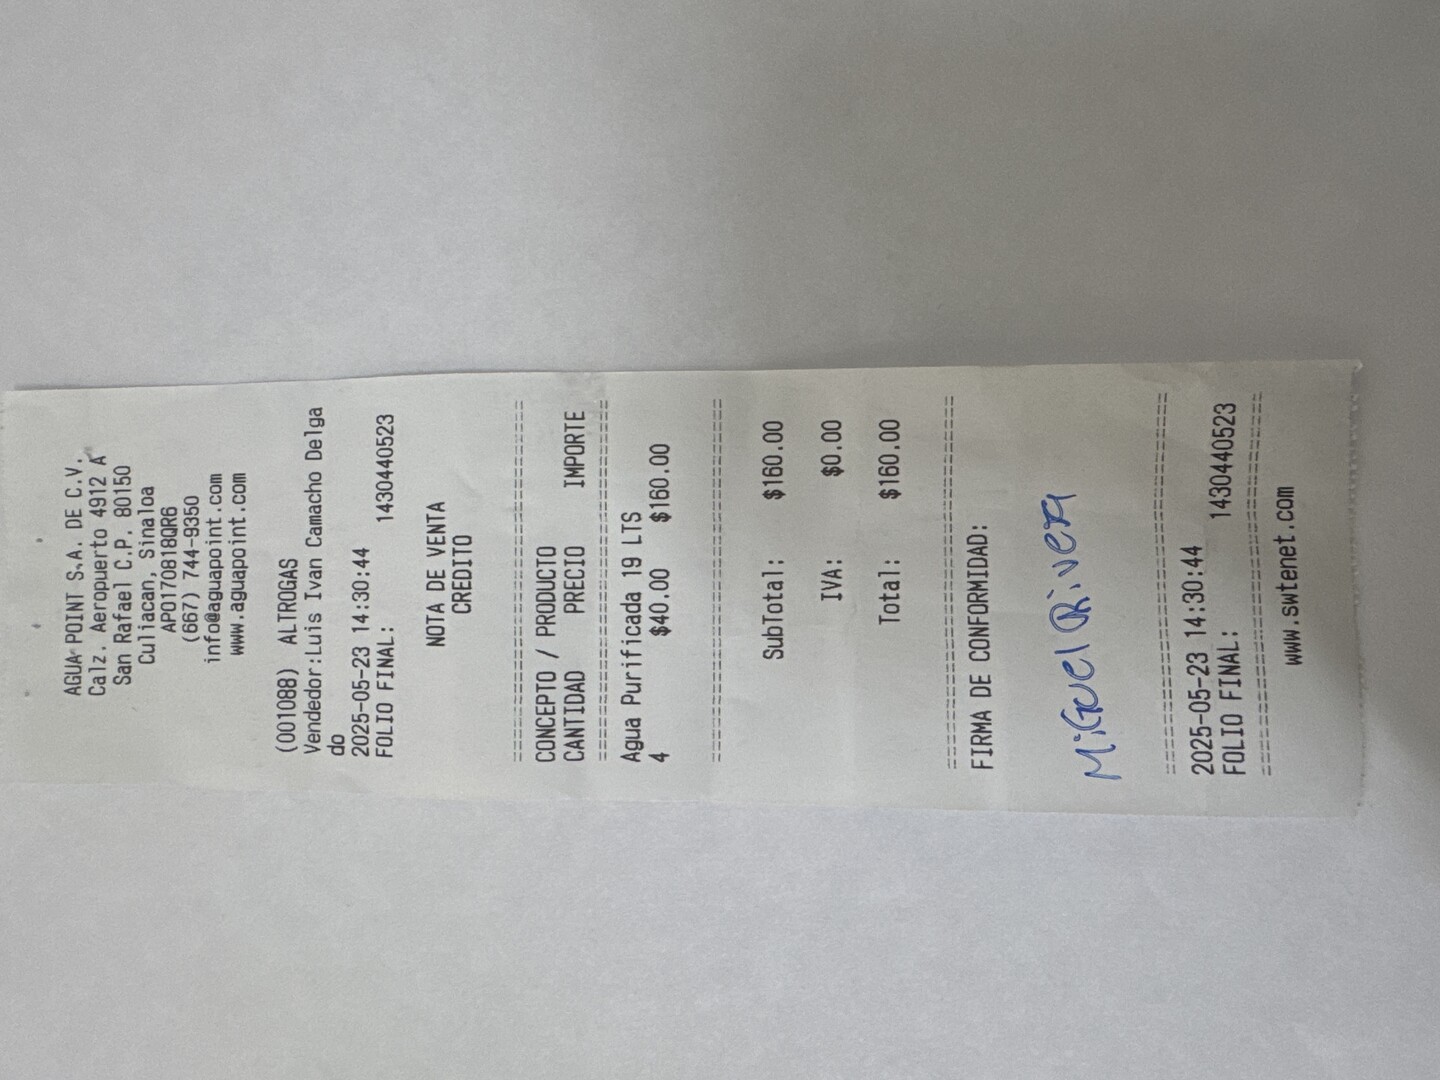 AGUA POINT S.A. DE C.V.
Calz. Aeropuerto 4912 A
San Rafael C.P. 80150
Culiacan, Sinaloa
APO170818QR6
(667) 744-9350
info@aguapoint.com
www.aguapoint.com
(001088) ALTROGAS
Vendedor:Luis Ivan Camacho Delga
do
2025-05-23 14:30:44
FOLIO FINAL: 1430440523
NOTA DE VENTA
CREDITO
================================
CONCEPTO / PRODUCTO
CANTIDAD PRECIO IMPORTE
================================
Agua Purificada 19 LTS
4 $40.00 $160.00
================================
SubTotal: $160.00
IVA: $0.00
Total: $160.00
================================
FIRMA DE CONFORMIDAD:
Miguel Rivera
================================
2025-05-23 14:30:44
FOLIO FINAL: 1430440523
================================
www.swtenet.com